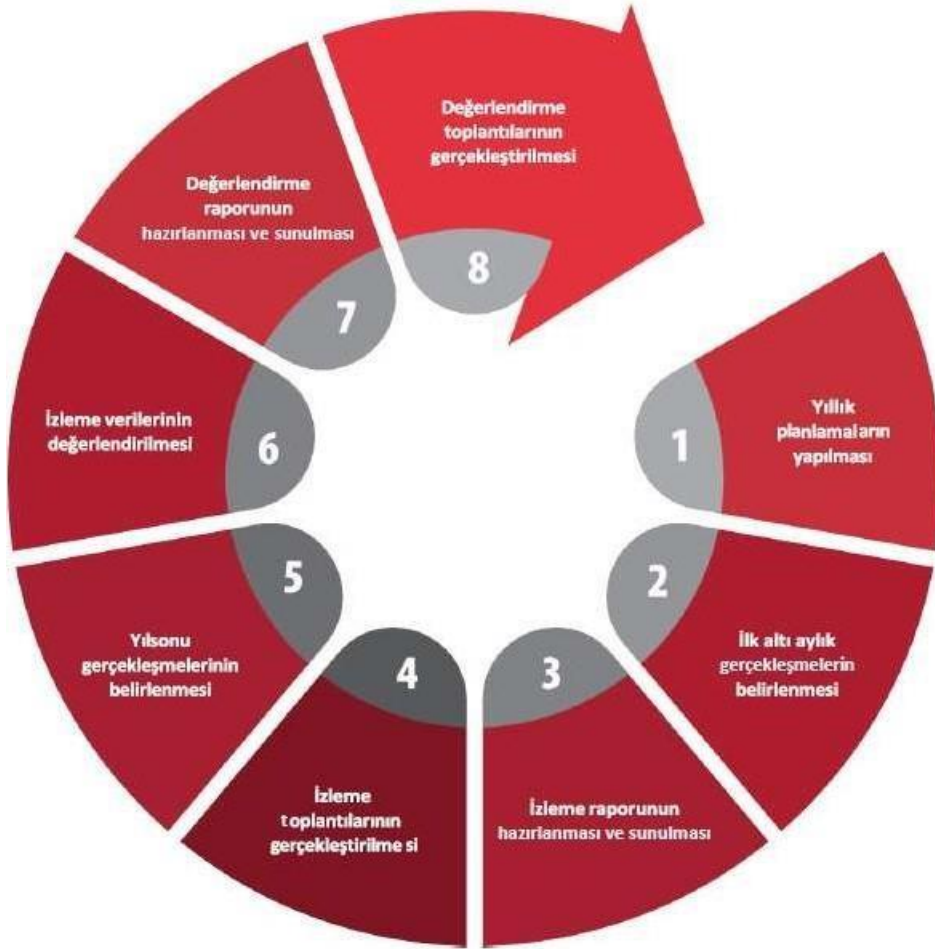 1
Yıllık
planlamaların
yapılması
2
İlk altı aylık
gerçekleşmelerin
belirlenmesi
3
İzleme raporunun
hazırlanması ve sunulması
4
İzleme
toplantılarının
gerçekleştirilme si
5
Yılsonu
gerçekleşmelerinin
belirlenmesi
6
İzleme verilerinin
değerlendirilmesi
7
Değerlendirme
raporunun
hazırlanması ve sunulması
8
Değerlendirme
toplantılarının
gerçekleştirilmesi